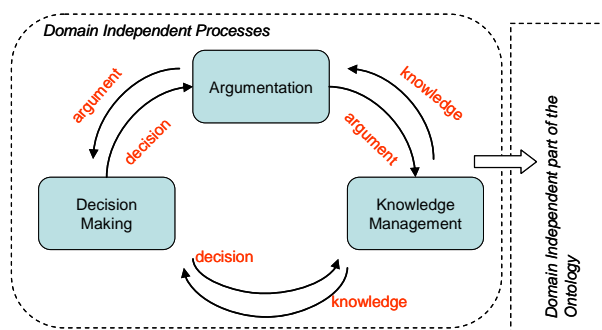 Domain Independent Processes
Argumentation
argument
decision
knowledge
argument
Decision
Making
Knowledge
Management
decision
knowledge
Domain Independent part of the
Ontology